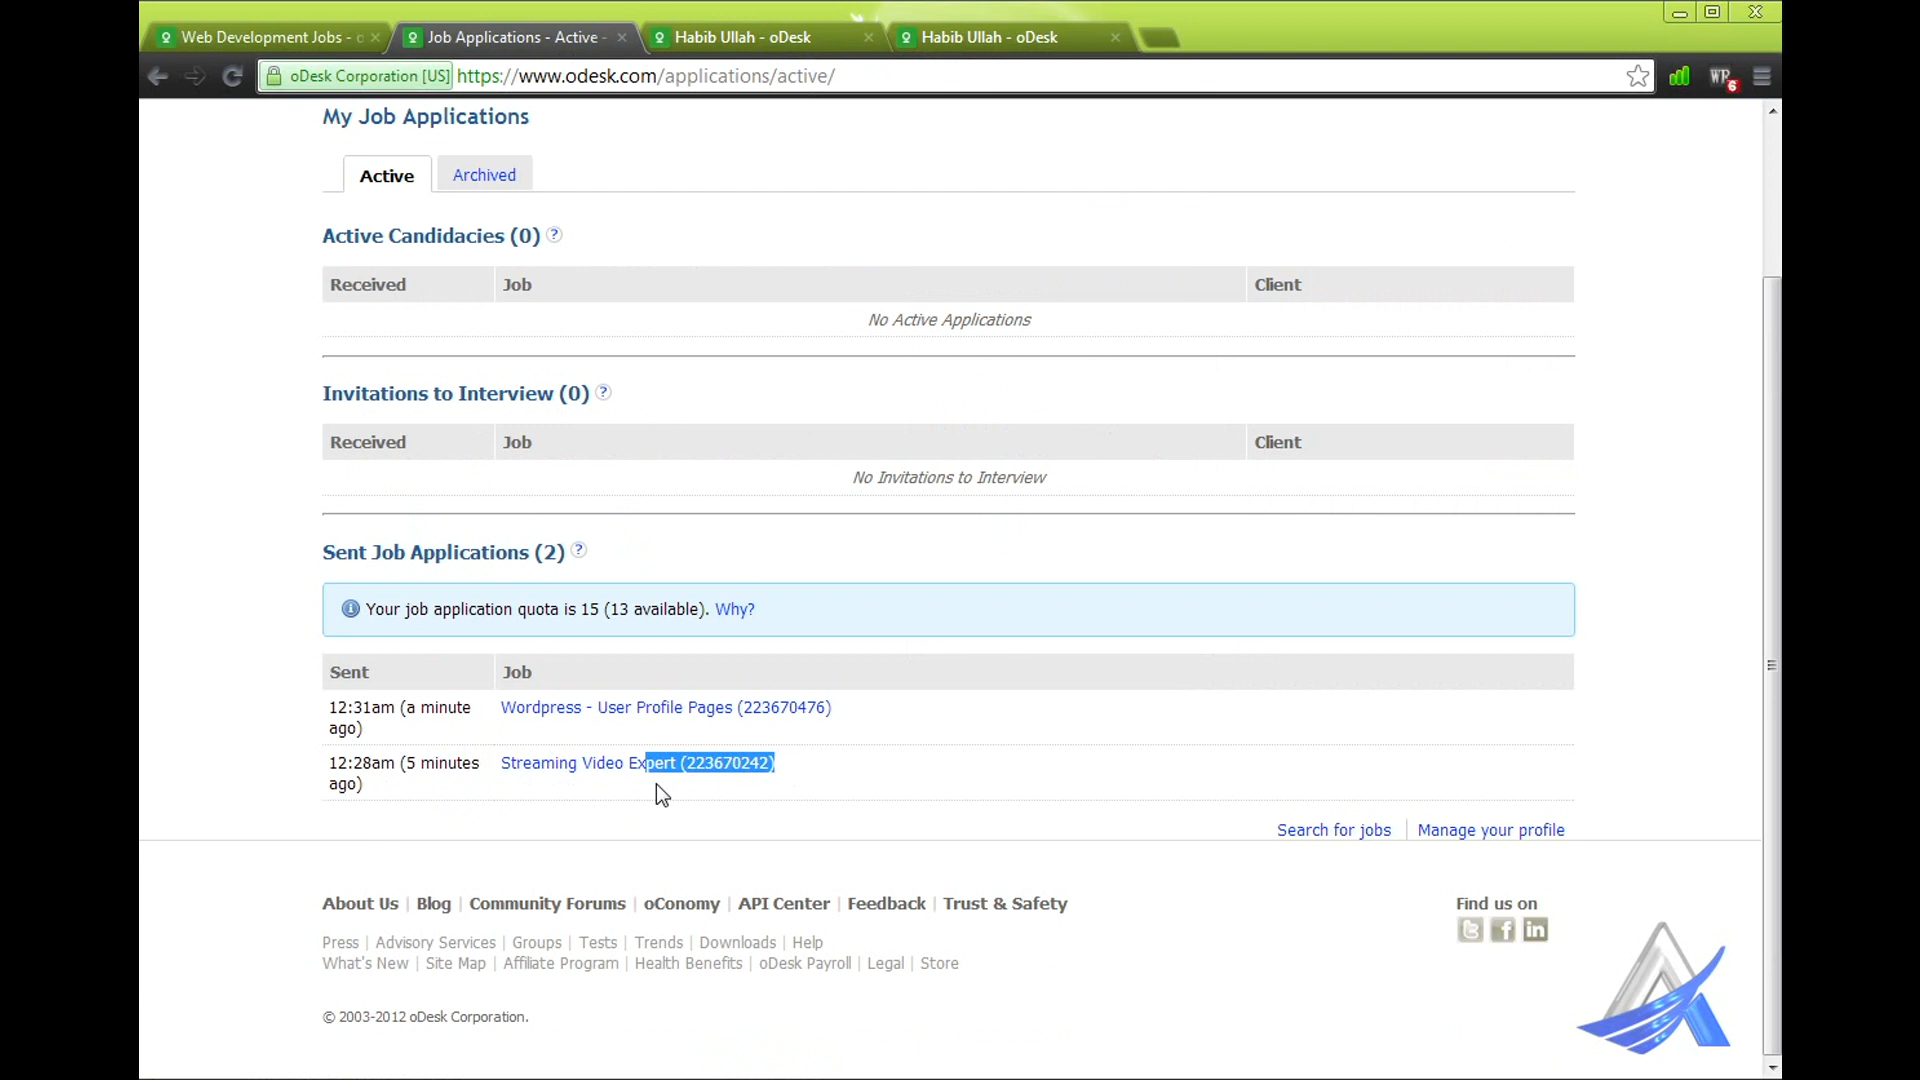 Web Development Jobs - o
Job Applications - Active -
Habib Ullah - oDesk
Habib Ullah - oDesk
oDesk Corporation [US] https://www.odesk.com/applications/active/
WR 6
My Job Applications
Active Archived
Active Candidacies (0) ?
Received Job Client
No Active Applications
Invitations to Interview (0) ?
Received Job Client
No Invitations to Interview
Sent Job Applications (2) ?
Your job application quota is 15 (13 available). Why?
Sent Job
12:31am (a minute ago) Wordpress - User Profile Pages (223670476)
12:28am (5 minutes ago) Streaming Video Expert (223670242)
Search for jobs | Manage your profile
About Us | Blog | Community Forums | oConomy | API Center | Feedback | Trust & Safety
Find us on
Press | Advisory Services | Groups | Tests | Trends | Downloads | Help
What's New | Site Map | Affiliate Program | Health Benefits | oDesk Payroll | Legal | Store
© 2003-2012 oDesk Corporation.